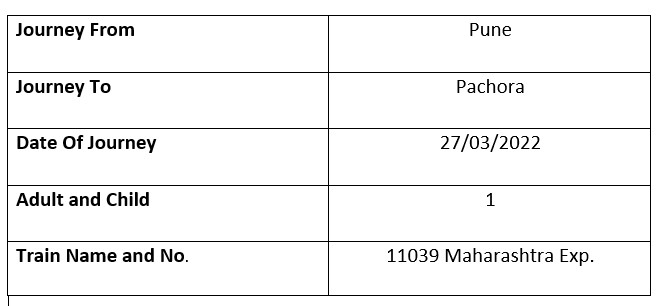 Journey From Pune
Journey To Pachora
Date Of Journey 27/03/2022
Adult and Child 1
Train Name and No. 11039 Maharashtra Exp.